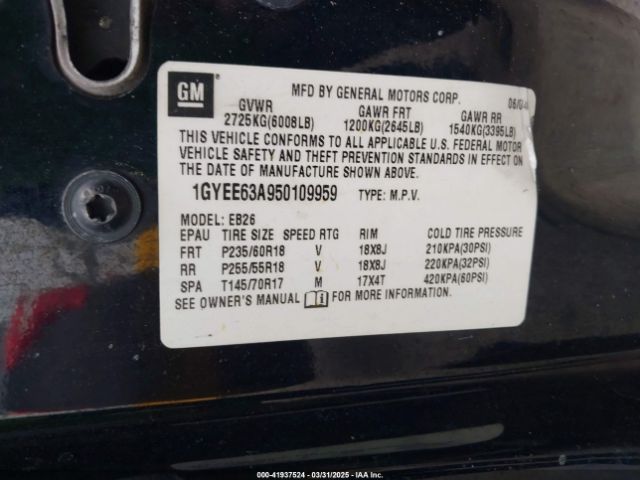 GM
MFD BY GENERAL MOTORS CORP.
GVWR GAWR FRT GAWR RR
2725KG(6008LB) 1200KG(2645LB) 1540KG(3395LB)
THIS VEHICLE CONFORMS TO ALL APPLICABLE U.S. FEDERAL MOTOR
VEHICLE SAFETY AND THEFT PREVENTION STANDARDS IN EFFECT ON
THE DATE OF MANUFACTURE SHOWN ABOVE.
1GYEE63A950109959 TYPE: M.P.V.
MODEL: EB26
EPAU TIRE SIZE SPEED RTG RIM COLD TIRE PRESSURE
FRT P235/60R18 V 18X8J 210KPA(30PSI)
RR P255/55R18 V 18X8J 220KPA(32PSI)
SPA T145/70R17 M 17X4T 420KPA(60PSI)
SEE OWNER'S MANUAL i FOR MORE INFORMATION.
000-41937524 - 03/31/2025 - IAA Inc.